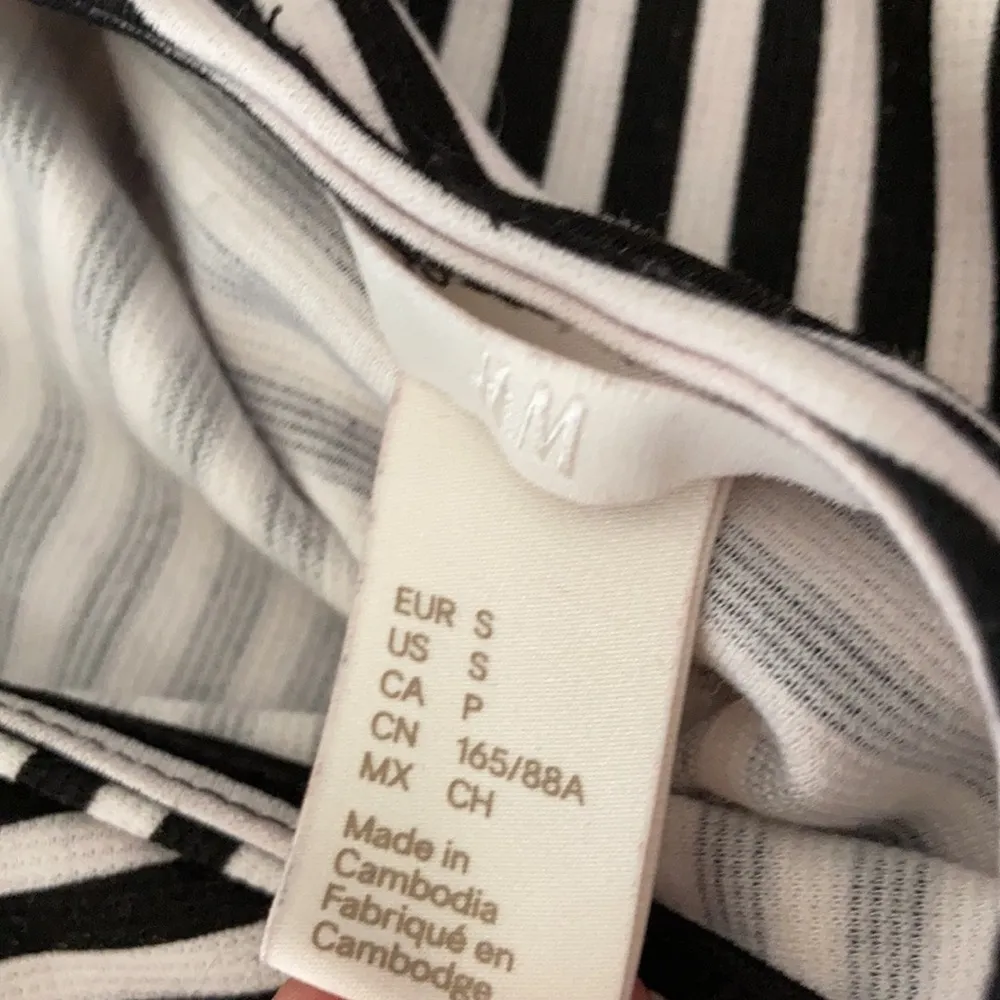 H&M
EUR S
US S
CA P
CN 165/88A
MX CH
Made in
Cambodia
Fabriqué en
Cambodge